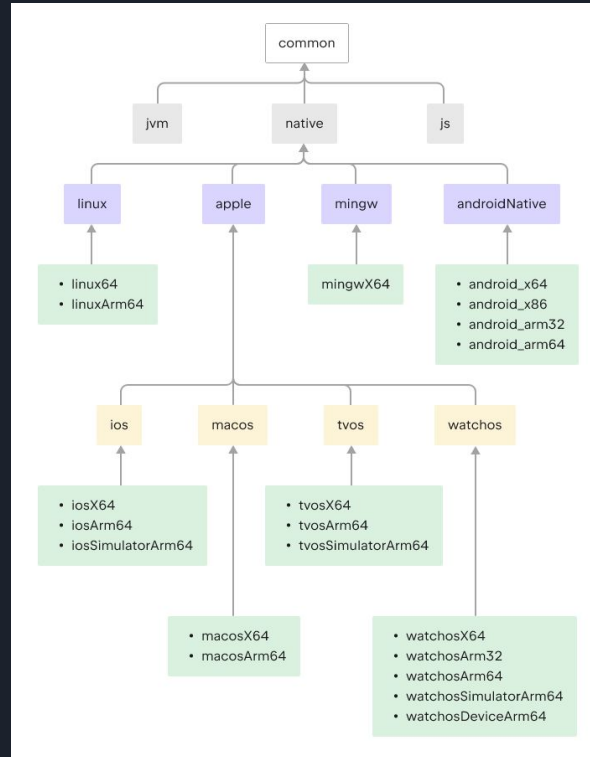 common
jvm
native
js
linux
apple
mingw
androidNative
• linux64
• linuxArm64
mingwX64
• android_x64
• android_x86
• android_arm32
• android_arm64
ios
macos
tvos
watchos
• iosX64
• iosArm64
• iosSimulatorArm64
• tvosX64
• tvosArm64
• tvosSimulatorArm64
• macosX64
• macosArm64
• watchosX64
• watchosArm32
• watchosArm64
• watchosSimulatorArm64
• watchosDeviceArm64